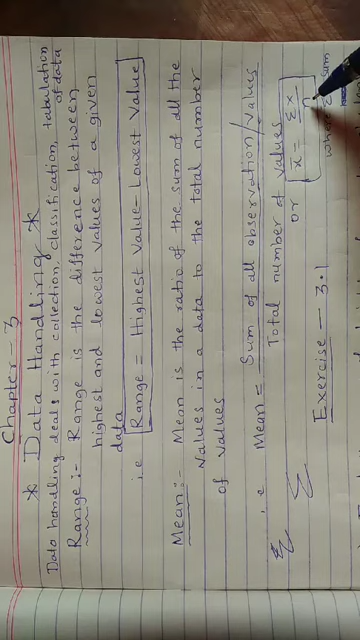 Chapter - 3
* Data Handling *
Data handling deals with collection, classification, tabulation
of data
Range :- Range is the difference between
highest and lowest values of a given
data
i.e Range = Highest Value - Lowest Value
Mean :- Mean is the ratio of the sum of all the
values in a data to the total number
of values
i.e Mean = Sum of all observation/values
Total number of values
or x̄ = Σx
n
where Σ sum
Σ Σ
Exercise - 3.1